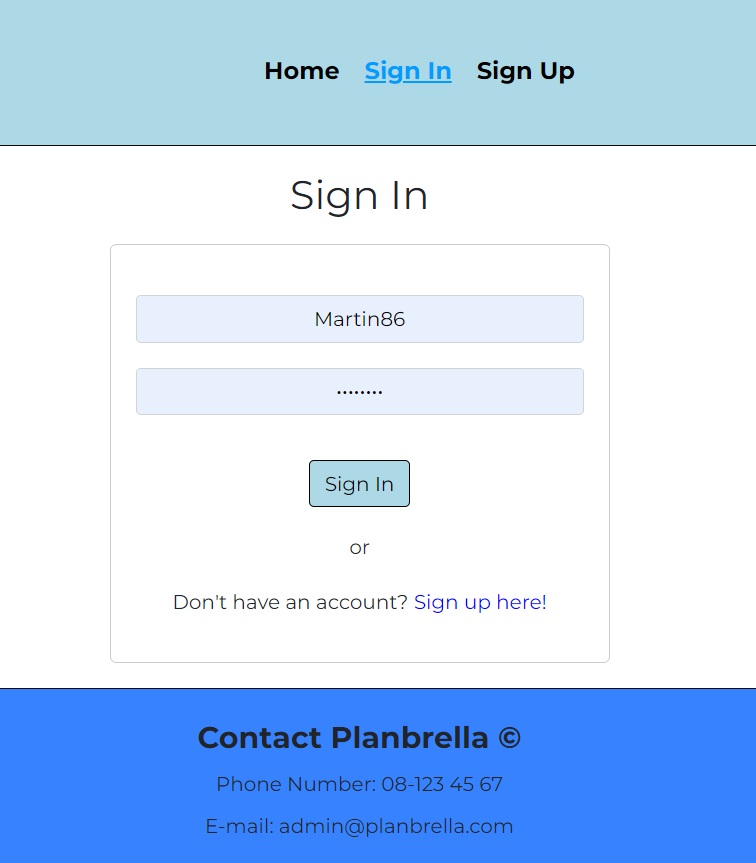 Home Sign In Sign Up
Sign In
Martin86
••••••••
Sign In
or
Don't have an account? Sign up here!
Contact Planbrella ©
Phone Number: 08-123 45 67
E-mail: admin@planbrella.com